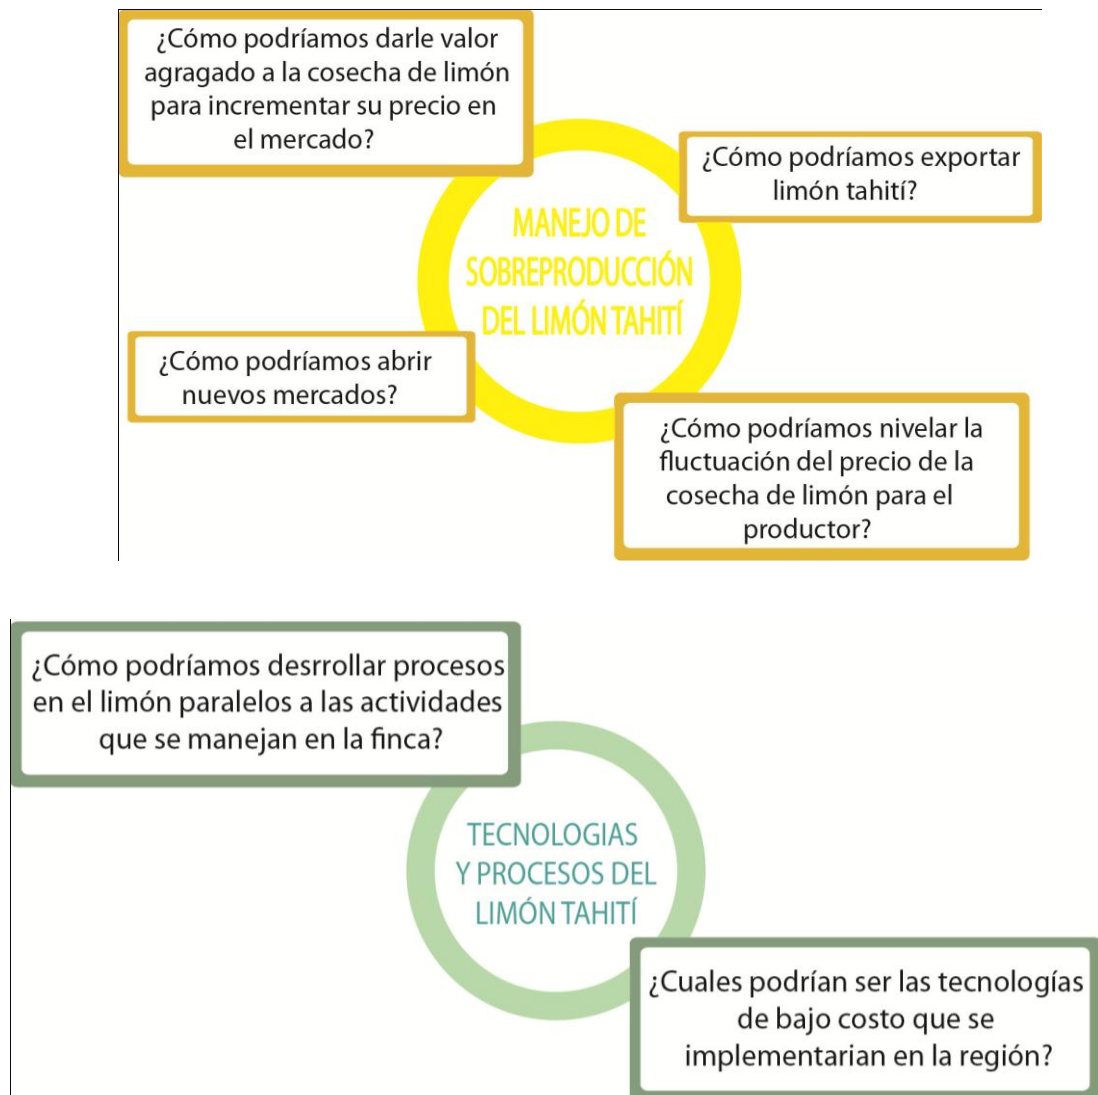 ¿Cómo podríamos darle valor
agragado a la cosecha de limón
para incrementar su precio en
el mercado?
¿Cómo podríamos exportar
limón tahití?
MANEJO DE
SOBREPRODUCCIÓN
DEL LIMÓN TAHITÍ
¿Cómo podríamos abrir
nuevos mercados?
¿Cómo podríamos nivelar la
fluctuación del precio de la
cosecha de limón para el
productor?
¿Cómo podríamos desrrollar procesos
en el limón paralelos a las actividades
que se manejan en la finca?
TECNOLOGIAS
Y PROCESOS DEL
LIMÓN TAHITÍ
¿Cuales podrían ser las tecnologías
de bajo costo que se
implementarian en la región?